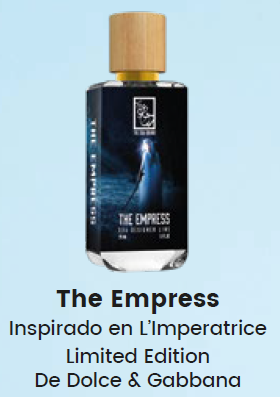 THE EMPRESS
THE EMPRESS
The Empress
Inspirado en L'Imperatrice
Limited Edition
De Dolce & Gabbana